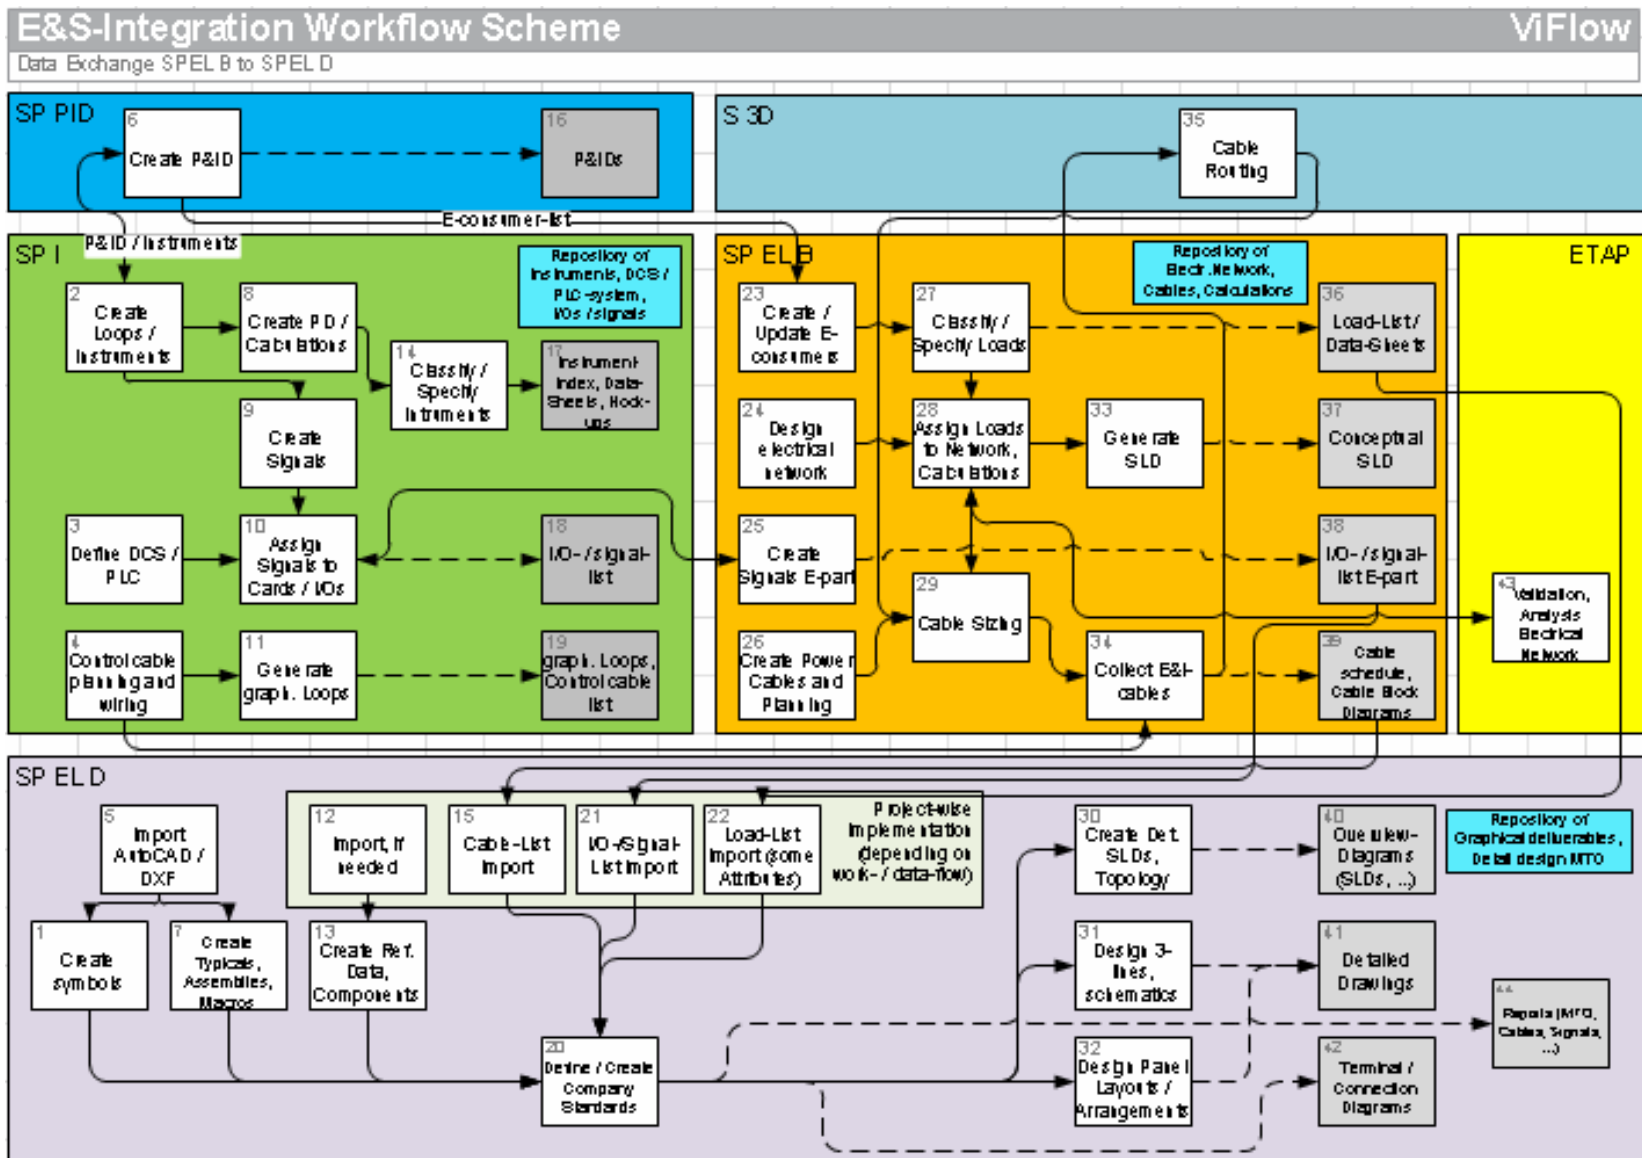 E&S-Integration Workflow Scheme
ViFlow
Data Exchange SPEL B to SPEL D
SP PID
6
Create P&ID
16
P&IDs
S 3D
35
Cable
Routing
E-consumer-list
P&ID / Instruments
SP I
Repository of
Instruments, DCS /
PLC-system,
I/Os / signals
2
Create
Loops /
Instruments
8
Create PD /
Calculations
14
Classify /
Specify
Intruments
17
Instrument
Index, Data-
Sheets, Hook-
ups
9
Create
Signals
3
Define DCS /
PLC
10
Assign
Signals to
Cards / I/Os
18
I/O- / signal-
list
4
Control cable
planning and
wiring
11
Generate
graph. Loops
19
graph. Loops,
Control cable
list
SP EL B
Repository of
Electr. Network,
Cables, Calculations
23
Create /
Update E-
consumers
27
Classify /
Specify Loads
36
Load-List /
Data-Sheets
24
Design
electrical
network
28
Assign Loads
to Network,
Calculations
33
Generate
SLD
37
Conceptual
SLD
25
Create
Signals E-part
38
I/O- / signal-
list E-part
29
Cable Sizing
26
Create Power
Cables and
Planning
34
Collect E&I-
cables
39
Cable
schedule,
Cable Block
Diagrams
ETAP
43
Validation,
Analysis
Electrical
Network
SP EL D
5
Import
AutoCAD /
DXF
12
Import, if
needed
15
Cable-List
Import
21
I/O-/Signal-
List Import
22
Load-List
Import (some
Attributes)
Project-wise
Implementation
(depending on
work- / data-flow)
30
Create Det.
SLDs,
Topology
40
Overview-
Diagrams
(SLDs, ...)
Repository of
Graphical deliverables,
Detail design MTO
1
Create
symbols
7
Create
Typicals,
Assemblies,
Macros
13
Create Ref.
Data,
Components
31
Design 3-
lines,
schematics
41
Detailed
Drawings
44
Reports (MTO,
Cables, Signals,
...)
20
Define / Create
Company
Standards
32
Design Panel
Layouts /
Arrangements
42
Terminal /
Connection
Diagrams